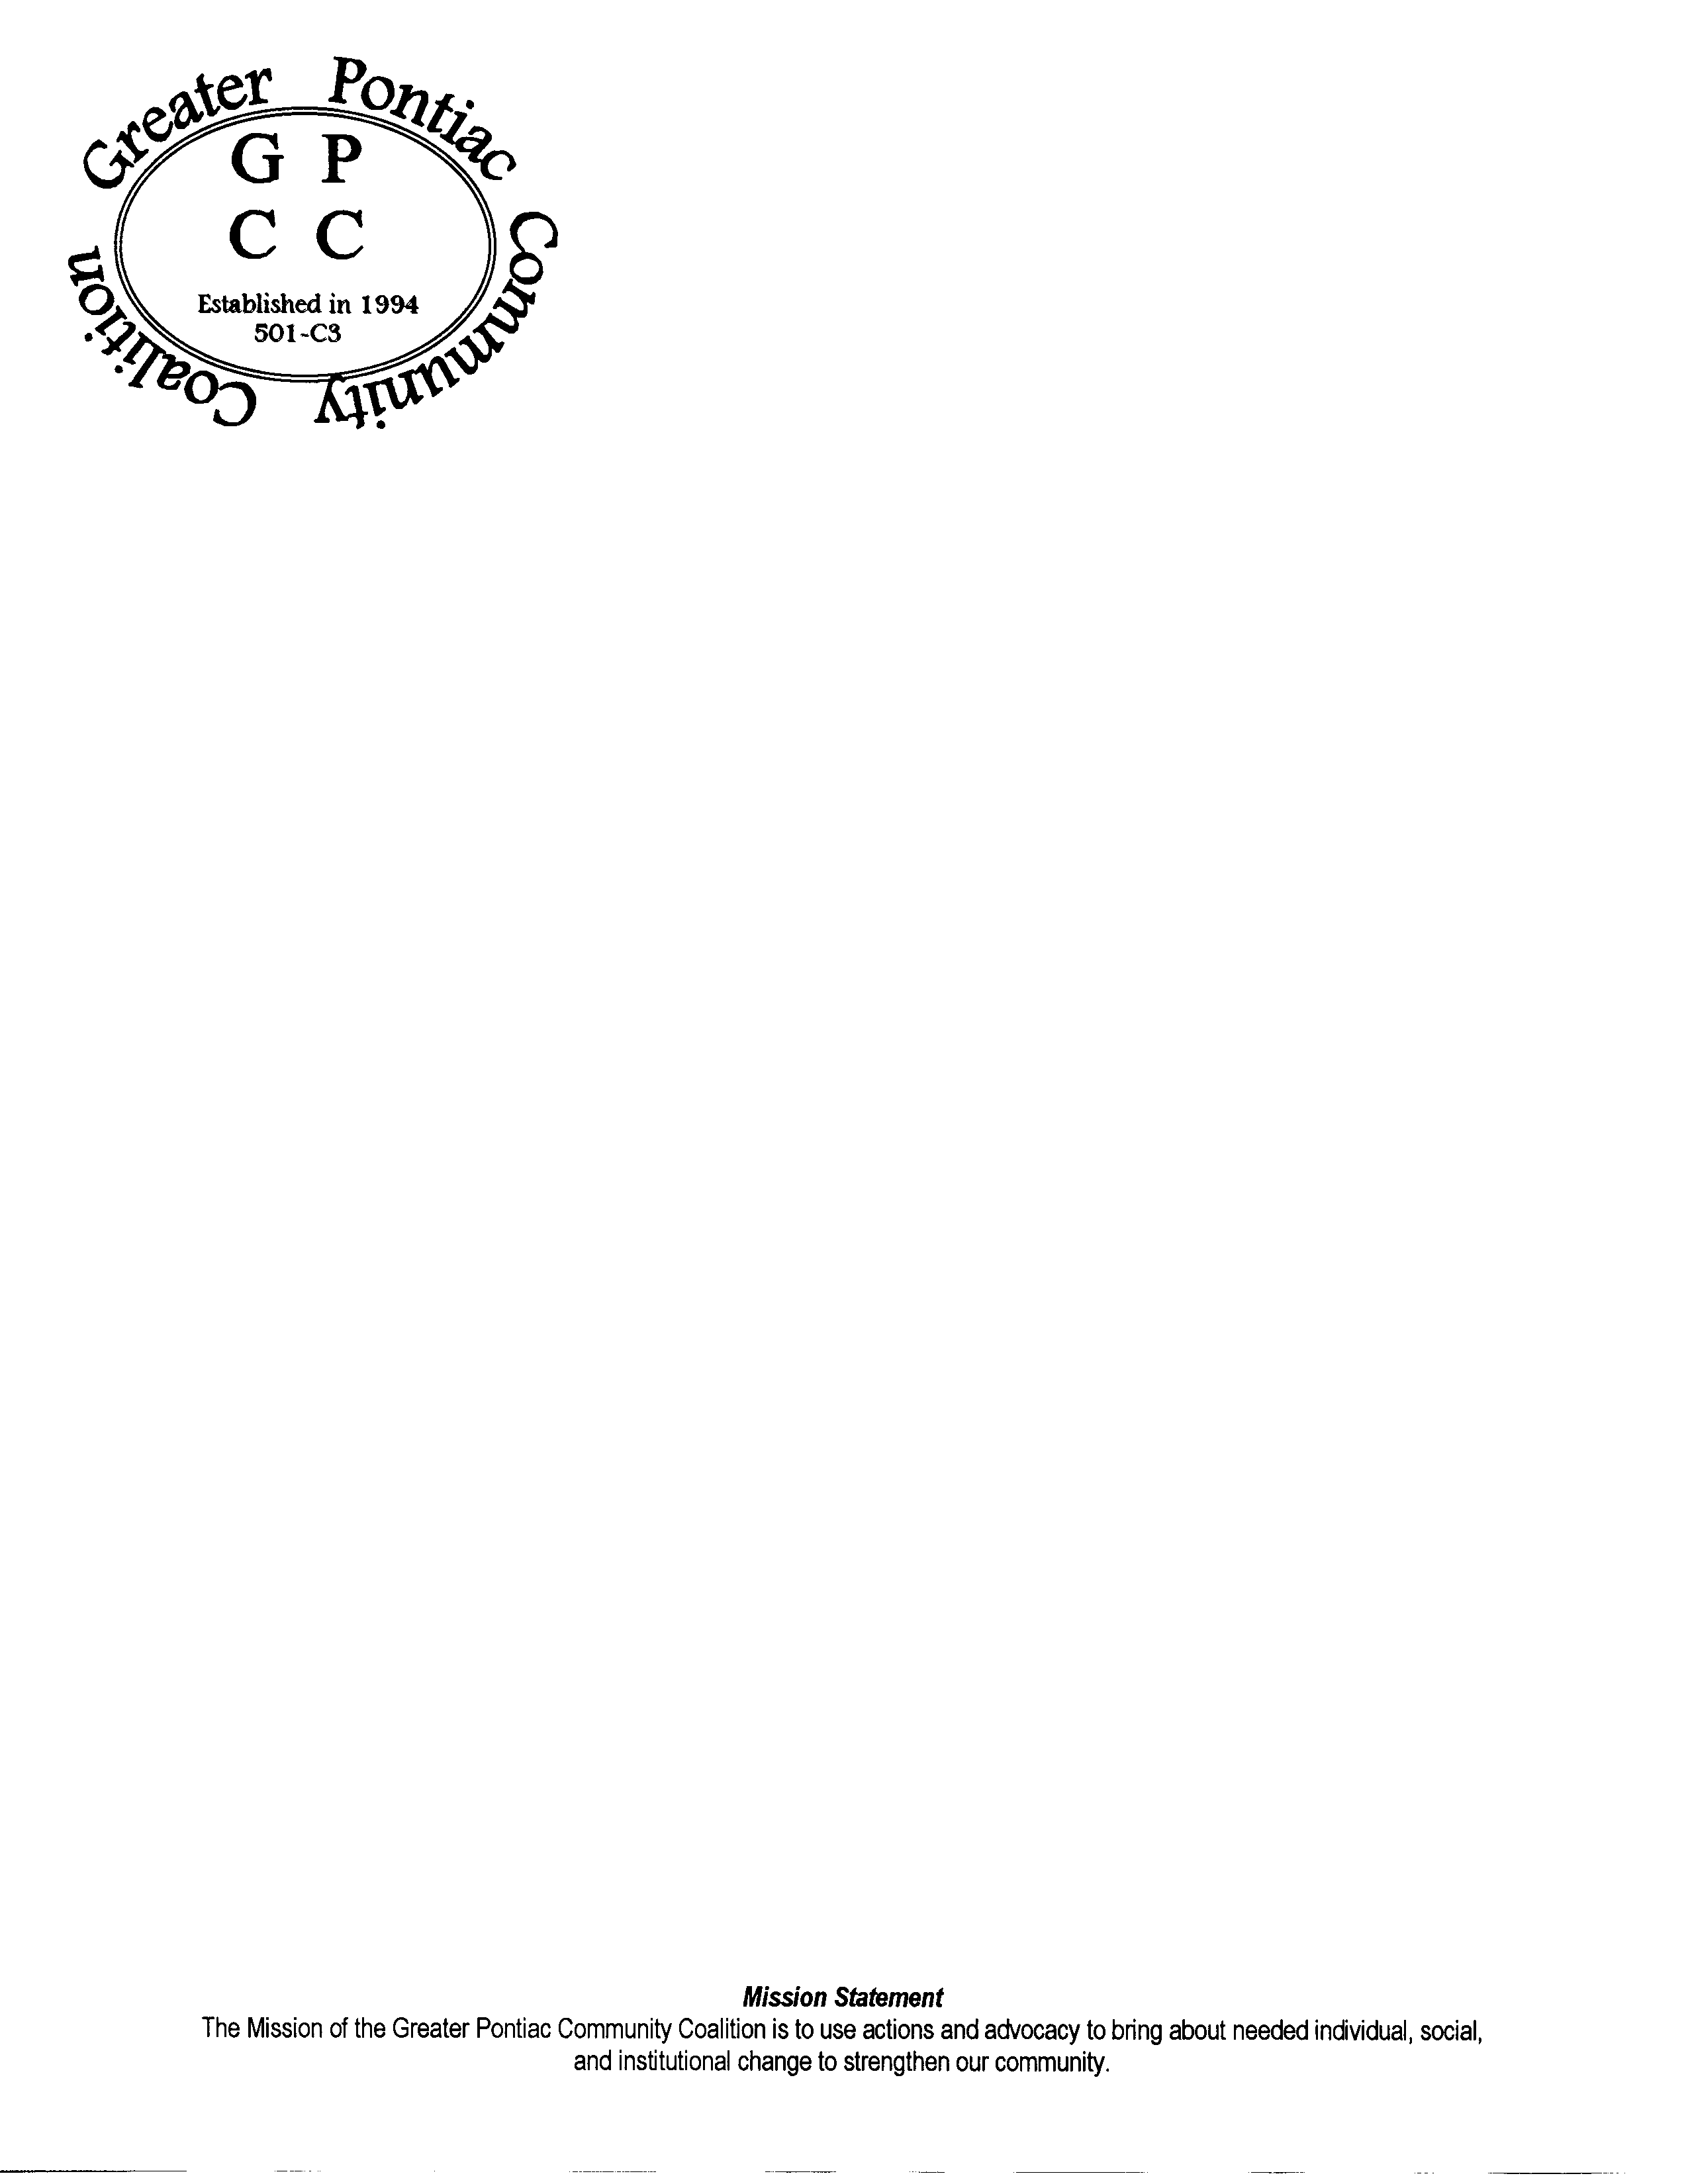 Greater Pontiac Community Coalition
G P
C C
Established in 1994
501-C3
Mission Statement
The Mission of the Greater Pontiac Community Coalition is to use actions and advocacy to bring about needed individual, social,
and institutional change to strengthen our community.